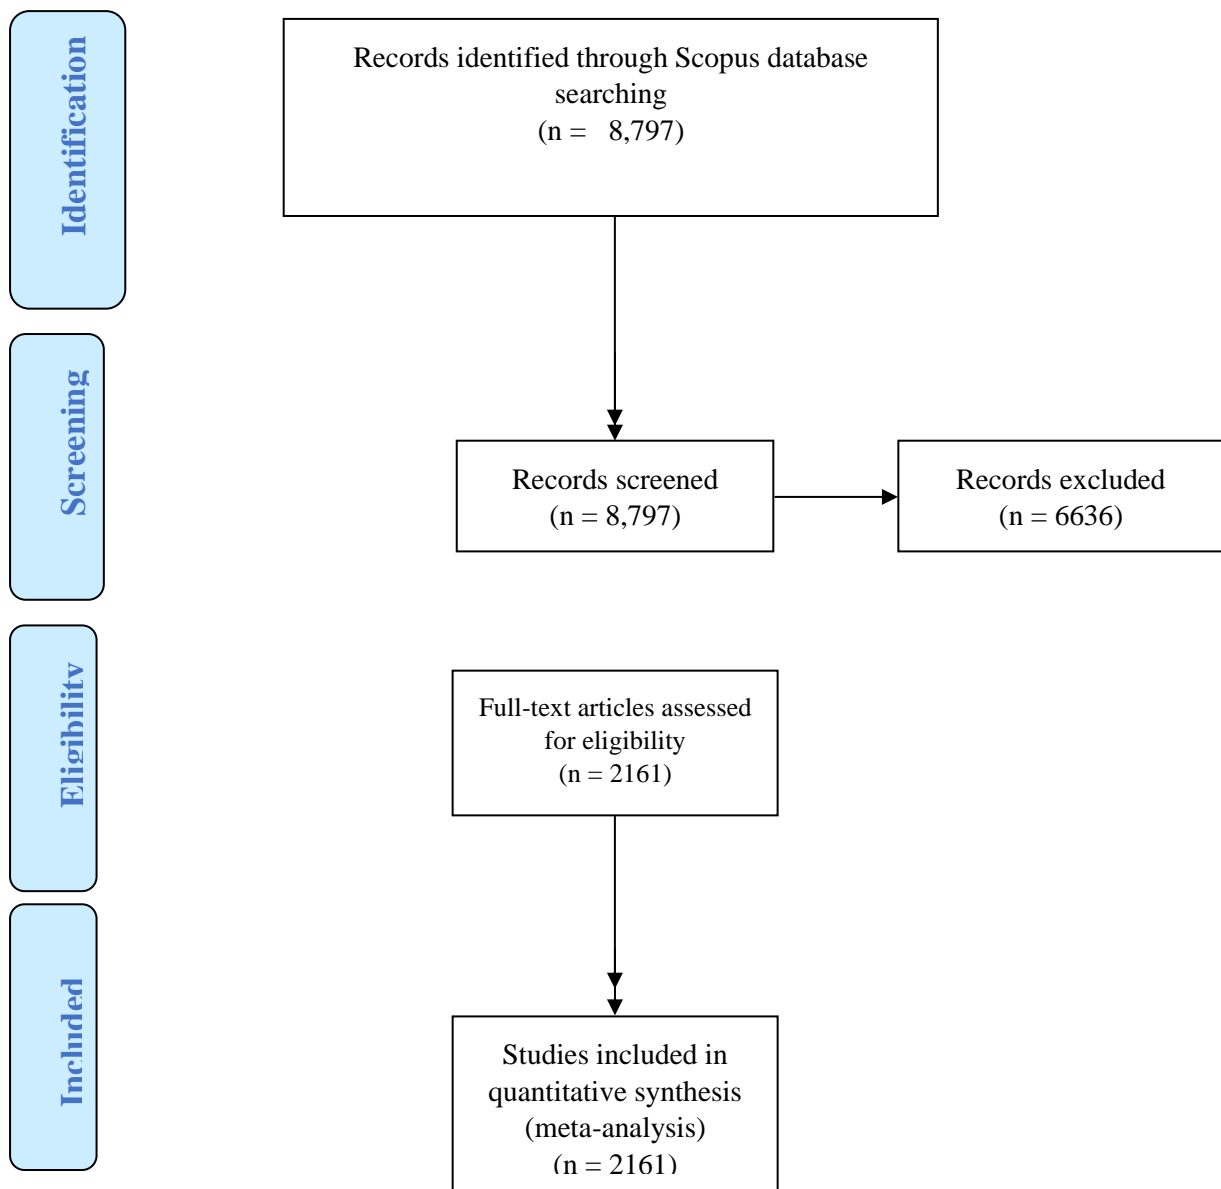 Identification
Records identified through Scopus database
searching
(n =   8,797)
Screening
Records screened
(n = 8,797)
Records excluded
(n = 6636)
Eligibility
Full-text articles assessed
for eligibility
(n = 2161)
Included
Studies included in
quantitative synthesis
(meta-analysis)
(n = 2161)